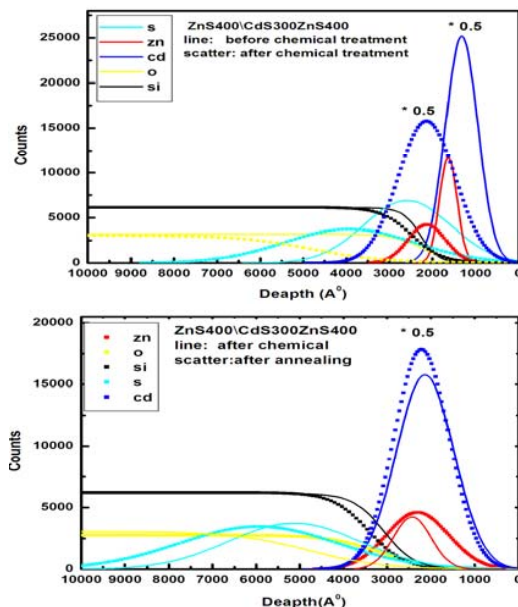 ZnS400\CdS300ZnS400
line: before chemical treatment
scatter: after chemical treatment
s
zn
cd
o
si
* 0.5
* 0.5
Counts
25000
20000
15000
10000
5000
0
10000 9000 8000 7000 6000 5000 4000 3000 2000 1000 0
Deapth (A⁰)
ZnS400\CdS300ZnS400
line: after chemical
scatter:after annealing
zn
o
si
s
cd
* 0.5
Counts
20000
15000
10000
5000
0
10000 9000 8000 7000 6000 5000 4000 3000 2000 1000 0
Deapth(A⁰)